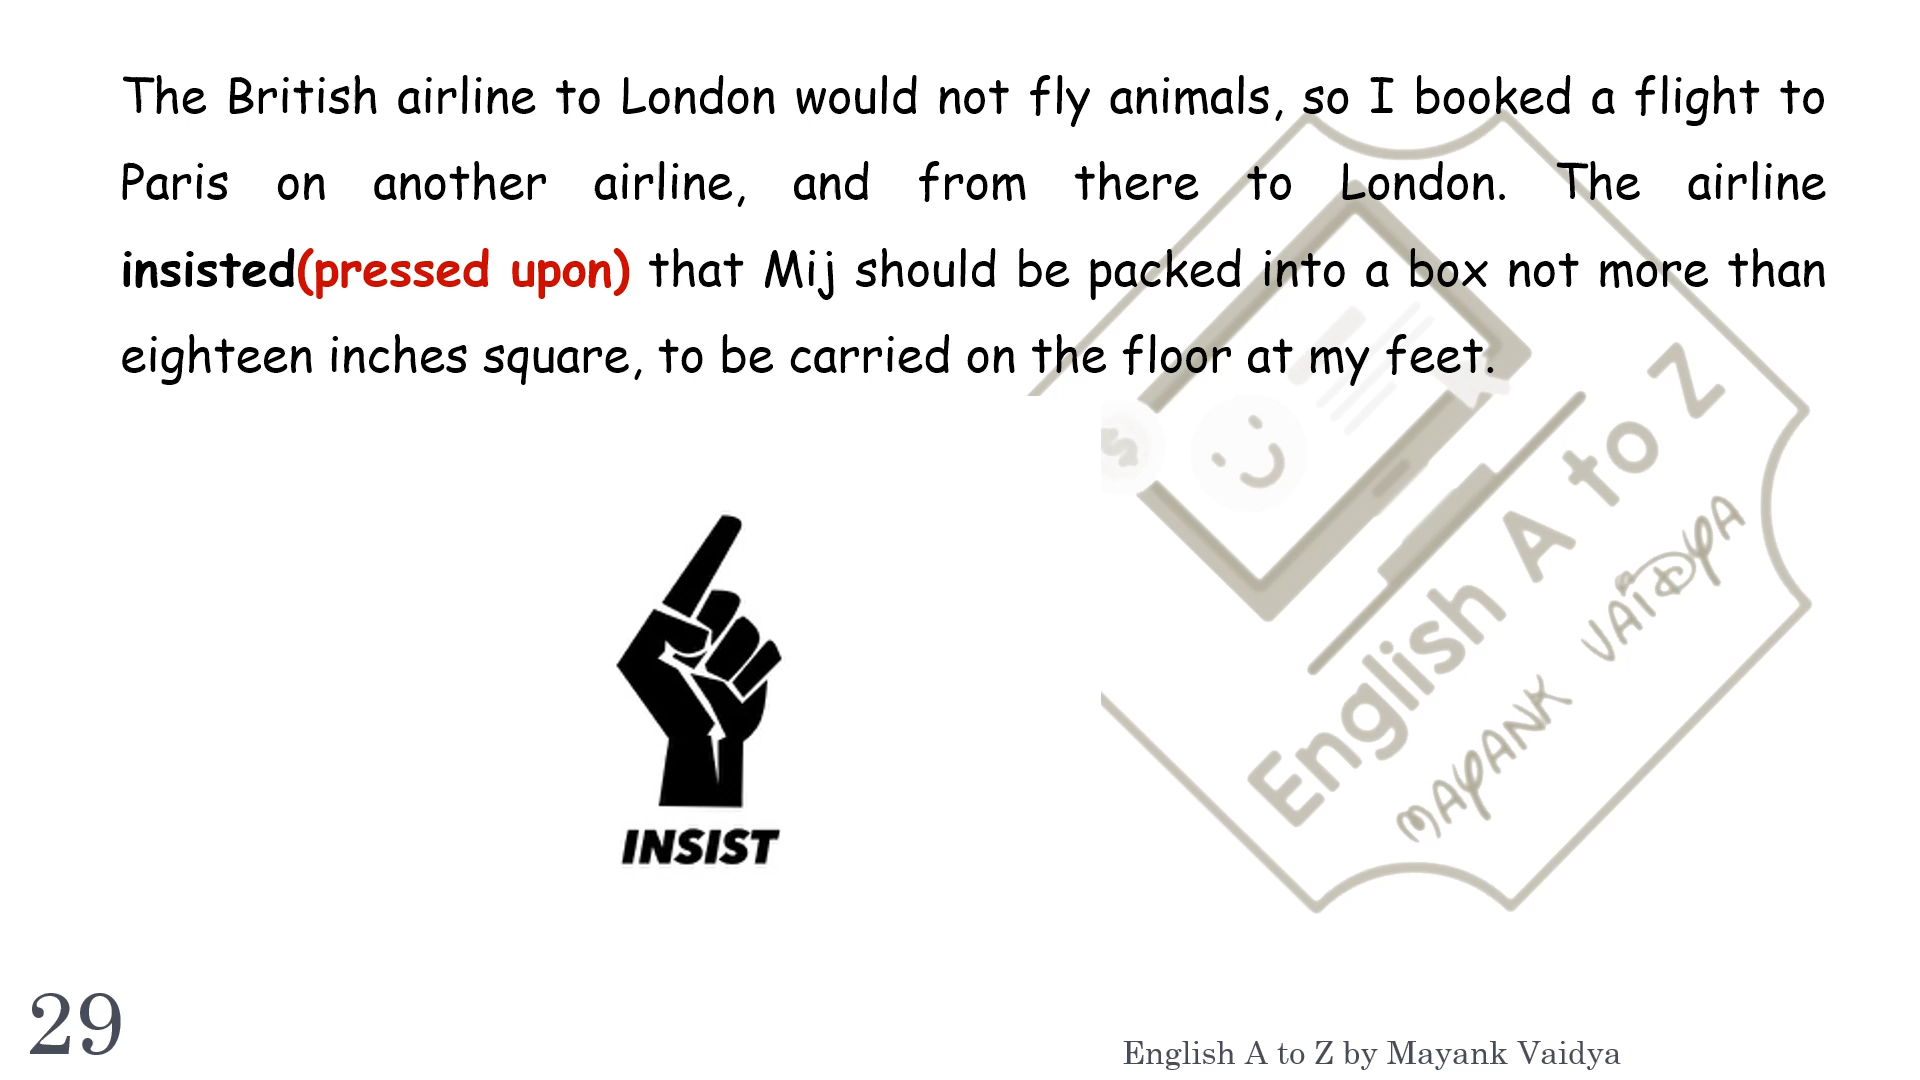 The British airline to London would not fly animals, so I booked a flight to
Paris on another airline, and from there to London. The airline
insisted(pressed upon) that Mij should be packed into a box not more than
eighteen inches square, to be carried on the floor at my feet.
English A to Z
MAYANK VAIDYA
INSIST
29
English A to Z by Mayank Vaidya